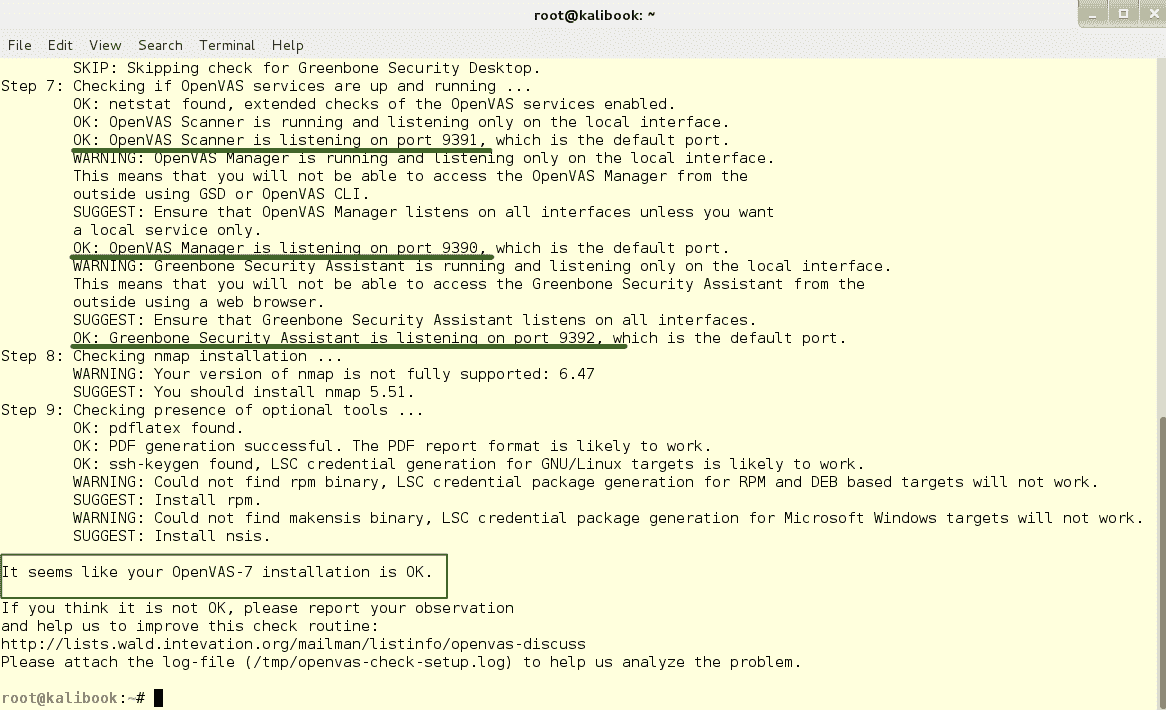 root@kalibook: ~
File Edit View Search Terminal Help
SKIP: Skipping check for Greenbone Security Desktop.
Step 7: Checking if OpenVAS services are up and running ...
OK: netstat found, extended checks of the OpenVAS services enabled.
OK: OpenVAS Scanner is running and listening only on the local interface.
OK: OpenVAS Scanner is listening on port 9391, which is the default port.
WARNING: OpenVAS Manager is running and listening only on the local interface.
This means that you will not be able to access the OpenVAS Manager from the
outside using GSD or OpenVAS CLI.
SUGGEST: Ensure that OpenVAS Manager listens on all interfaces unless you want
a local service only.
OK: OpenVAS Manager is listening on port 9390, which is the default port.
WARNING: Greenbone Security Assistant is running and listening only on the local interface.
This means that you will not be able to access the Greenbone Security Assistant from the
outside using a web browser.
SUGGEST: Ensure that Greenbone Security Assistant listens on all interfaces.
OK: Greenbone Security Assistant is listening on port 9392, which is the default port.
Step 8: Checking nmap installation ...
WARNING: Your version of nmap is not fully supported: 6.47
SUGGEST: You should install nmap 5.51.
Step 9: Checking presence of optional tools ...
OK: pdflatex found.
OK: PDF generation successful. The PDF report format is likely to work.
OK: ssh-keygen found, LSC credential generation for GNU/Linux targets is likely to work.
WARNING: Could not find rpm binary, LSC credential package generation for RPM and DEB based targets will not work.
SUGGEST: Install rpm.
WARNING: Could not find makensis binary, LSC credential package generation for Microsoft Windows targets will not work.
SUGGEST: Install nsis.
It seems like your OpenVAS-7 installation is OK.
If you think it is not OK, please report your observation
and help us to improve this check routine:
http://lists.wald.intevation.org/mailman/listinfo/openvas-discuss
Please attach the log-file (/tmp/openvas-check-setup.log) to help us analyze the problem.
root@kalibook:~#